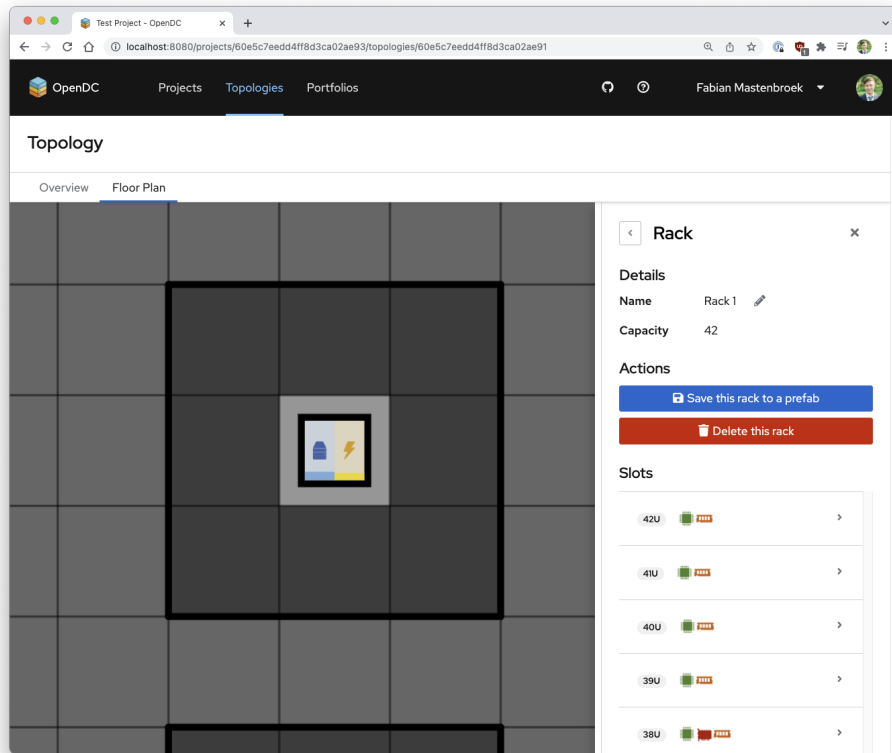 Test Project - OpenDC
localhost:8080/projects/60e5c7eedd4ff8d3ca02ae93/topologies/60e5c7eedd4ff8d3ca02ae91
OpenDC Projects Topologies Portfolios Fabian Mastenbroek
Topology
Overview Floor Plan
Rack
Details
Name Rack 1
Capacity 42
Actions
Save this rack to a prefab
Delete this rack
Slots
42U
41U
40U
39U
38U